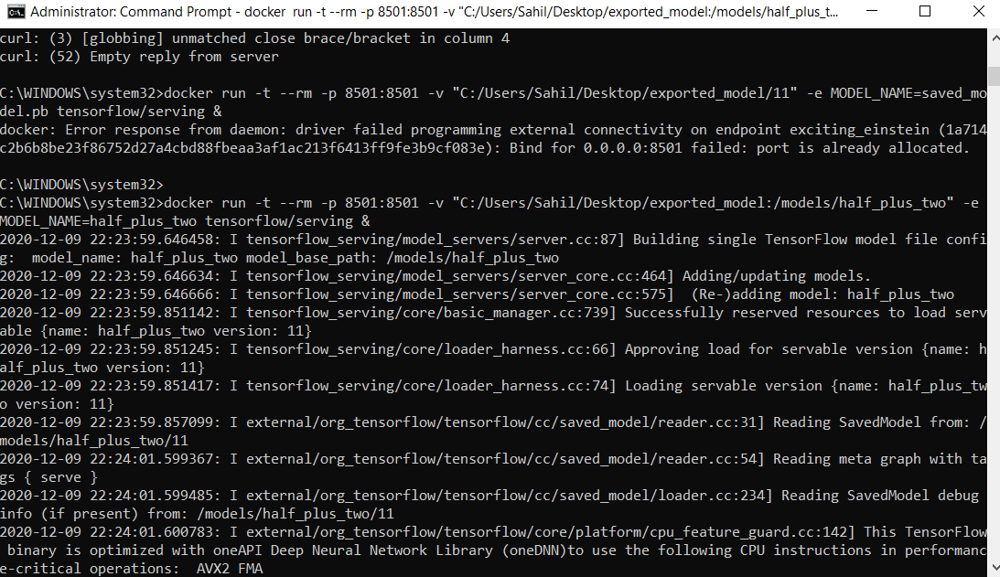 Administrator: Command Prompt - docker  run -t --rm -p 8501:8501 -v "C:/Users/Sahil/Desktop/exported_model:/models/half_plus_t...
curl: (3) [globbing] unmatched close brace/bracket in column 4
curl: (52) Empty reply from server
C:\WINDOWS\system32>docker run -t --rm -p 8501:8501 -v "C:/Users/Sahil/Desktop/exported_model/11" -e MODEL_NAME=saved_mo
del.pb tensorflow/serving &
docker: Error response from daemon: driver failed programming external connectivity on endpoint exciting_einstein (1a714
c2b6b8be23f86752d27a4cbd88fbeaa3af1ac213f6413ff9fe3b9cf083e): Bind for 0.0.0.0:8501 failed: port is already allocated.
C:\WINDOWS\system32>
C:\WINDOWS\system32>docker run -t --rm -p 8501:8501 -v "C:/Users/Sahil/Desktop/exported_model:/models/half_plus_two" -e
MODEL_NAME=half_plus_two tensorflow/serving &
2020-12-09 22:23:59.646458: I tensorflow_serving/model_servers/server.cc:87] Building single TensorFlow model file confi
g:  model_name: half_plus_two model_base_path: /models/half_plus_two
2020-12-09 22:23:59.646634: I tensorflow_serving/model_servers/server_core.cc:464] Adding/updating models.
2020-12-09 22:23:59.646666: I tensorflow_serving/model_servers/server_core.cc:575]  (Re-)adding model: half_plus_two
2020-12-09 22:23:59.851142: I tensorflow_serving/core/basic_manager.cc:739] Successfully reserved resources to load serv
able {name: half_plus_two version: 11}
2020-12-09 22:23:59.851245: I tensorflow_serving/core/loader_harness.cc:66] Approving load for servable version {name: h
alf_plus_two version: 11}
2020-12-09 22:23:59.851417: I tensorflow_serving/core/loader_harness.cc:74] Loading servable version {name: half_plus_tw
o version: 11}
2020-12-09 22:23:59.857099: I external/org_tensorflow/tensorflow/cc/saved_model/reader.cc:31] Reading SavedModel from: /
models/half_plus_two/11
2020-12-09 22:24:01.599367: I external/org_tensorflow/tensorflow/cc/saved_model/reader.cc:54] Reading meta graph with ta
gs { serve }
2020-12-09 22:24:01.599485: I external/org_tensorflow/tensorflow/cc/saved_model/loader.cc:234] Reading SavedModel debug
info (if present) from: /models/half_plus_two/11
2020-12-09 22:24:01.600783: I external/org_tensorflow/tensorflow/core/platform/cpu_feature_guard.cc:142] This TensorFlow
 binary is optimized with oneAPI Deep Neural Network Library (oneDNN)to use the following CPU instructions in performanc
e-critical operations:  AVX2 FMA